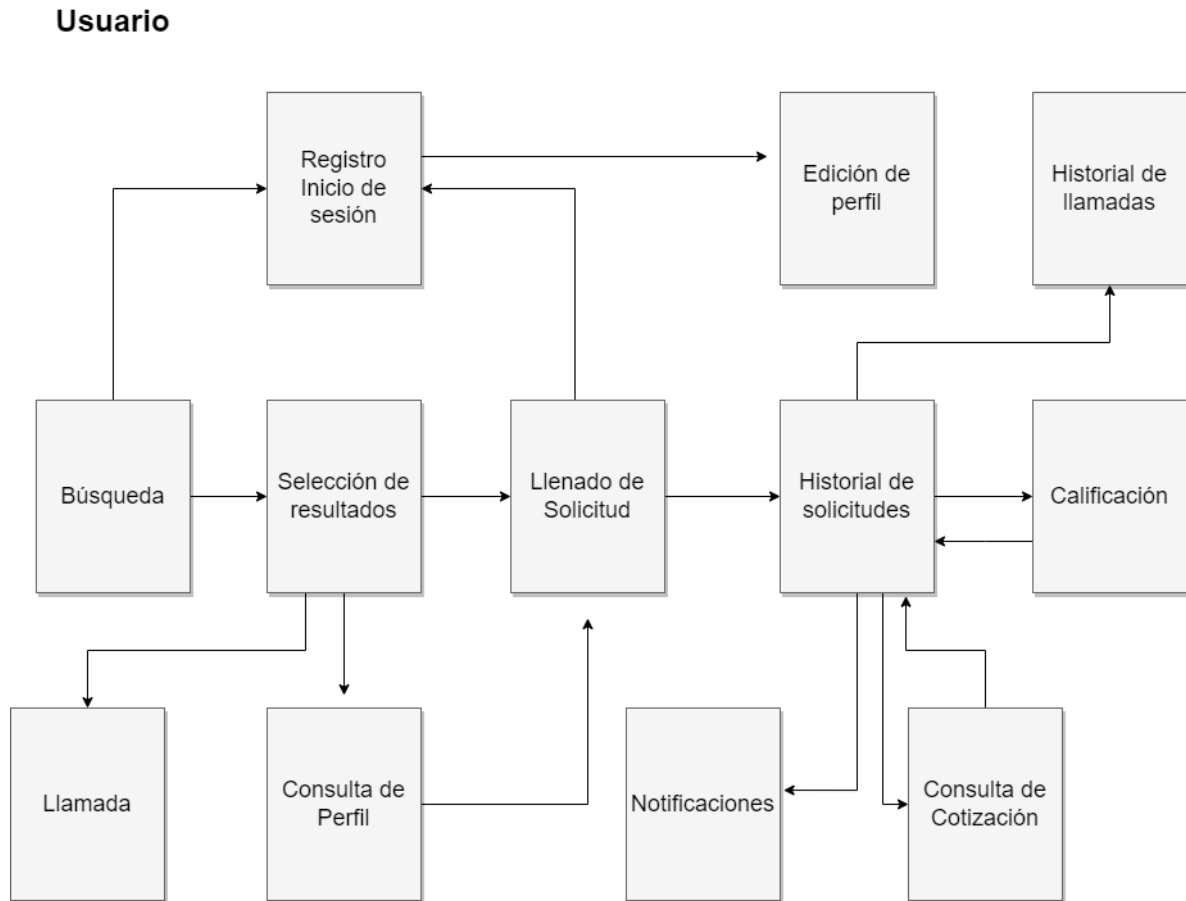 Usuario
Registro
Inicio de
sesión
Edición de
perfil
Historial de
llamadas
Búsqueda
Selección de
resultados
Llenado de
Solicitud
Historial de
solicitudes
Calificación
Llamada
Consulta de
Perfil
Notificaciones
Consulta de
Cotización